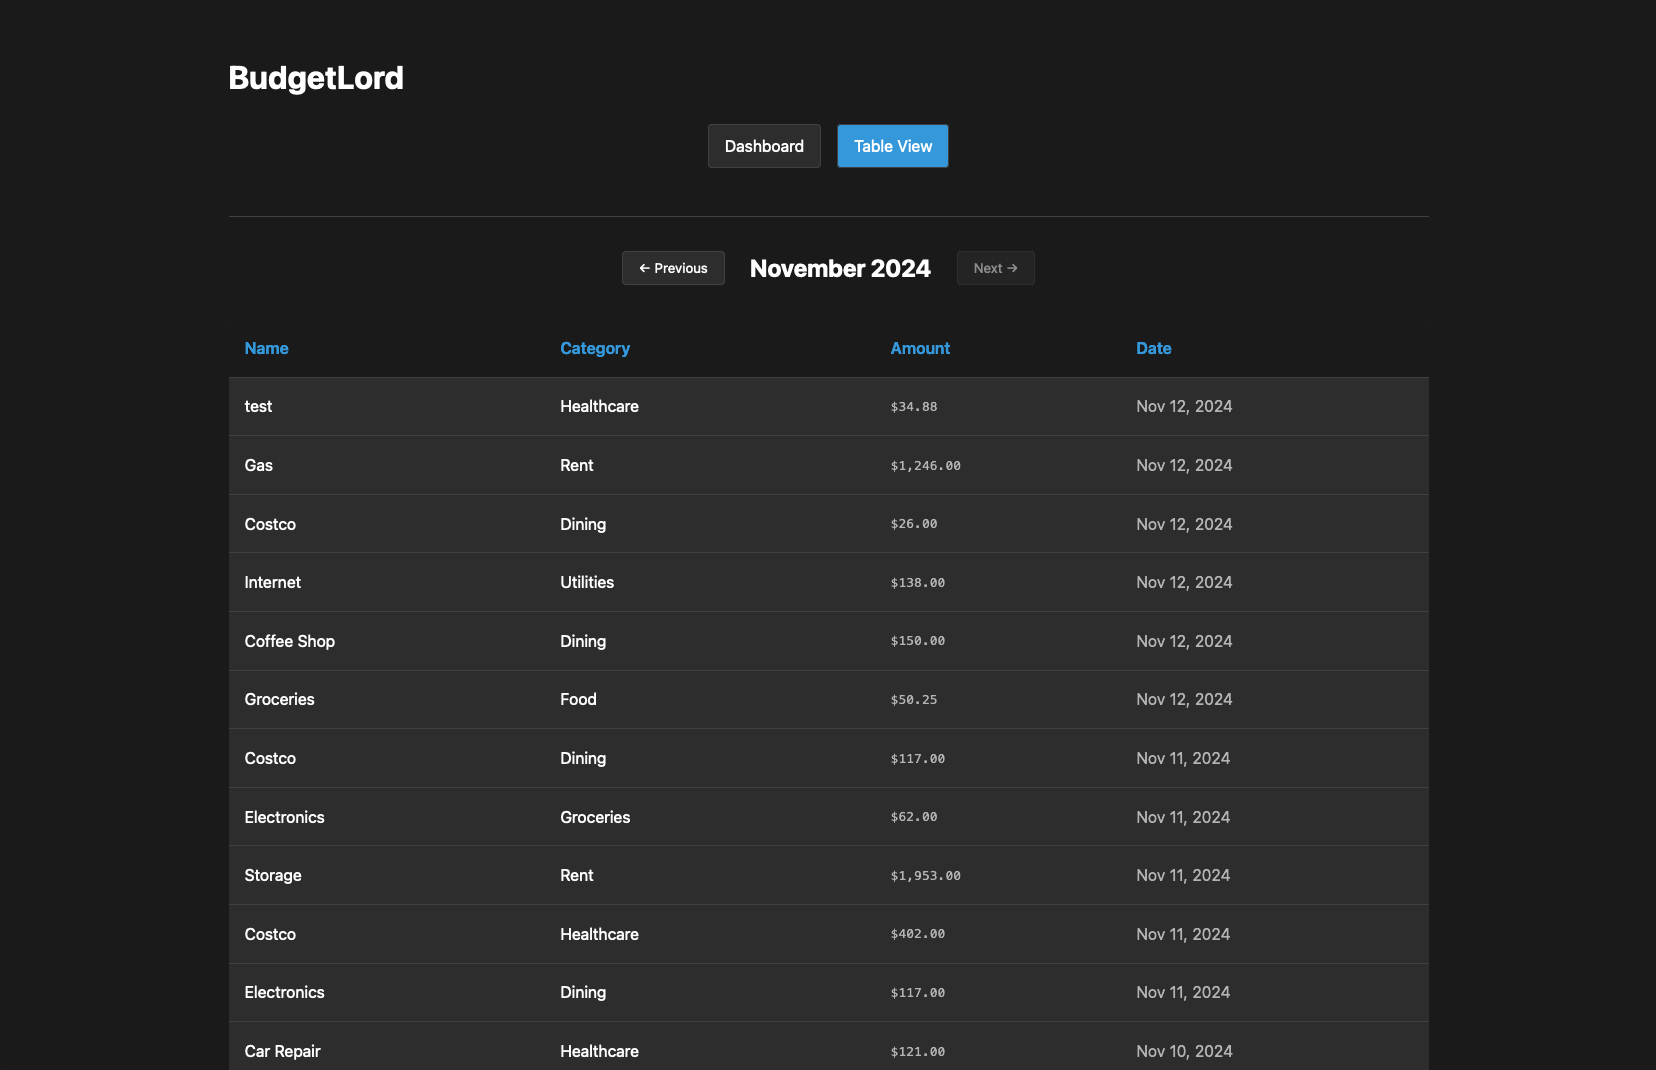 BudgetLord
Dashboard Table View
← Previous November 2024 Next →
Name Category Amount Date
test Healthcare $34.88 Nov 12, 2024
Gas Rent $1,246.00 Nov 12, 2024
Costco Dining $26.00 Nov 12, 2024
Internet Utilities $138.00 Nov 12, 2024
Coffee Shop Dining $150.00 Nov 12, 2024
Groceries Food $50.25 Nov 12, 2024
Costco Dining $117.00 Nov 11, 2024
Electronics Groceries $62.00 Nov 11, 2024
Storage Rent $1,953.00 Nov 11, 2024
Costco Healthcare $402.00 Nov 11, 2024
Electronics Dining $117.00 Nov 11, 2024
Car Repair Healthcare $121.00 Nov 10, 2024